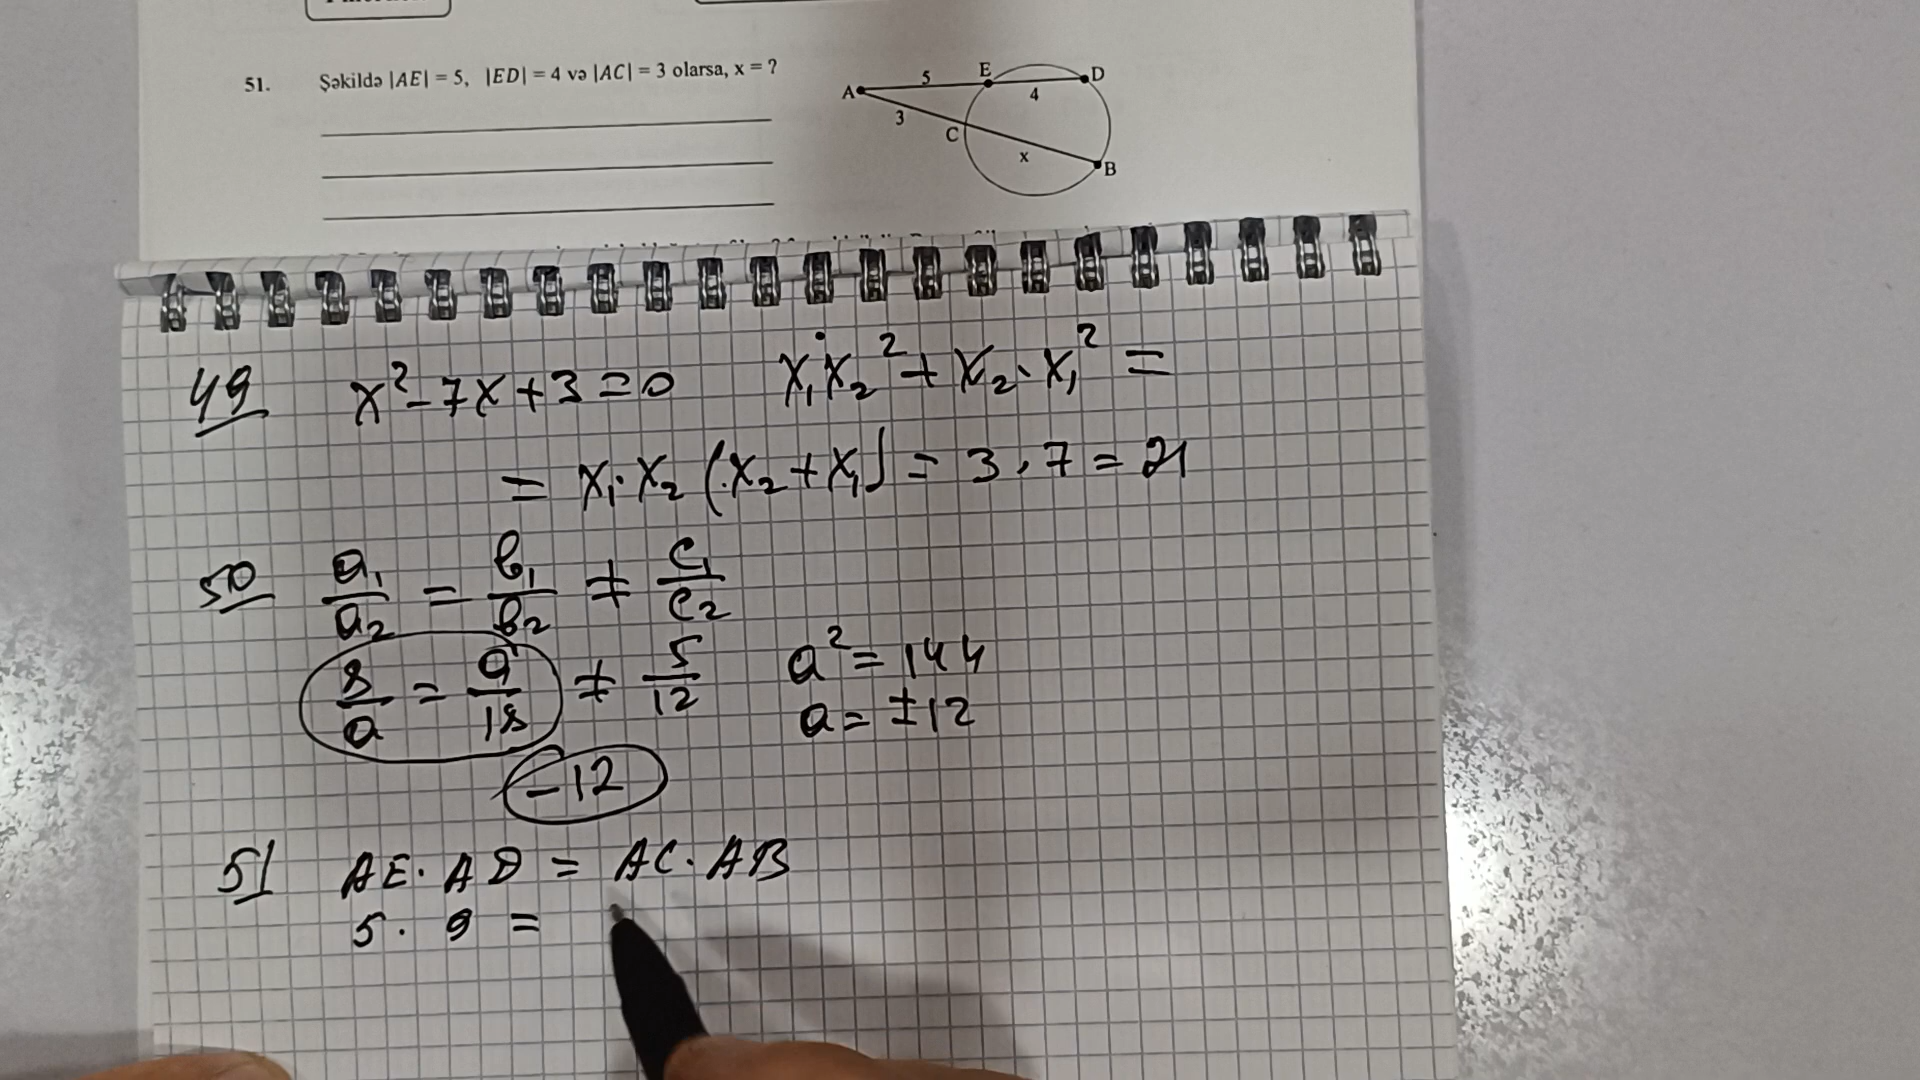 51. Şəkildə |AE| = 5, |ED| = 4 və |AC| = 3 olarsa, x = ?
A 5 E 4 D
3 C x B
49 x² - 7x + 3 = 0 x₁·x₂² + x₂·x₁² =
= x₁·x₂ (x₂ + x₁) = 3·7 = 21
50 a₁/a₂ = b₁/b₂ ≠ c₁/c₂
8/a = a/18 ≠ 5/12 a² = 144
a = ±12
-12
51 AE · AD = AC · AB
5 · 9 =